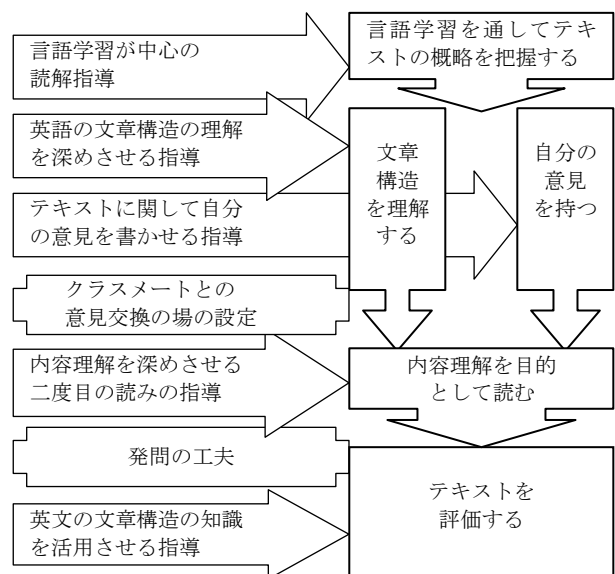 言語学習が中心の
読解指導
言語学習を通してテキ
ストの概略を把握する
英語の文章構造の理解
を深めさせる指導
文章
構造
を理解
する
自分の
意見
を持つ
テキストに関して自分
の意見を書かせる指導
クラスメートとの
意見交換の場の設定
内容理解を深めさせる
二度目の読みの指導
内容理解を目的
として読む
発問の工夫
テキストを
評価する
英文の文章構造の知識
を活用させる指導